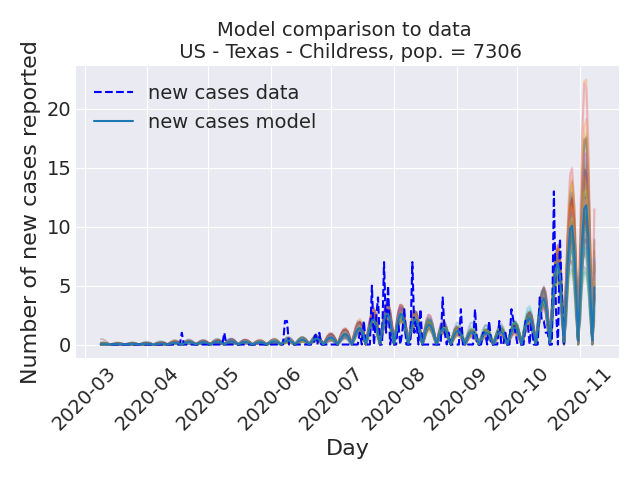 Model comparison to data
US - Texas - Childress, pop. = 7306
Number of new cases reported
new cases data
new cases model
20
15
10
5
0
2020-03
2020-04
2020-05
2020-06
2020-07
2020-08
2020-09
2020-10
2020-11
Day